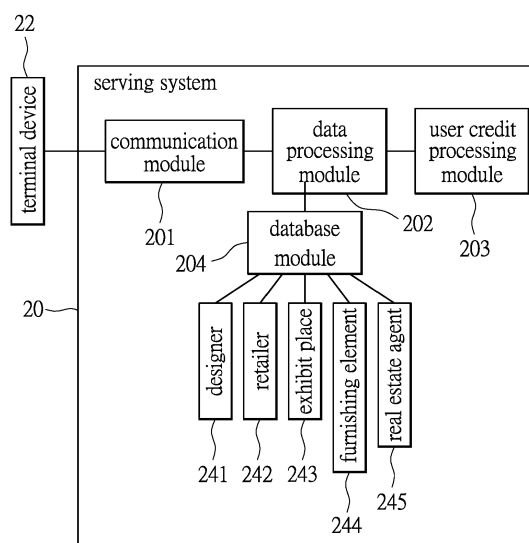 22
serving system
terminal device
communication
module
data
processing
module
user credit
processing
module
201
202
203
204
database
module
20
designer
retailer
exhibit place
furnishing element
real estate agent
241
242
243
244
245